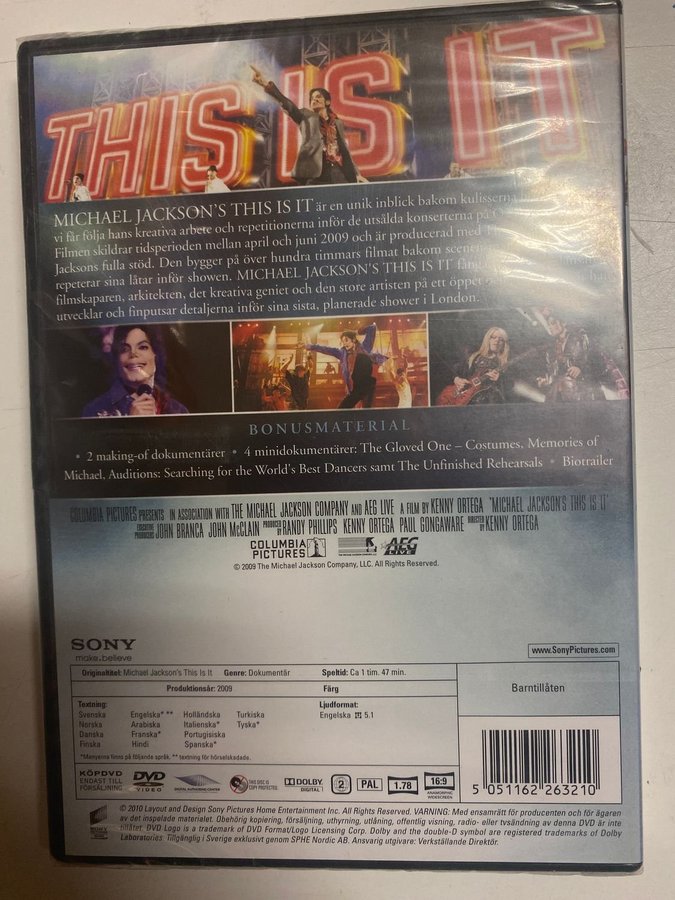 THIS IS IT
MICHAEL JACKSON'S THIS IS IT är en unik inblick bakom kulisserna
vi får följa hans kreativa arbete och repetitionerna inför de utsålda konserterna på
Filmen skildrar tidsperioden mellan april och juni 2009 och är producerad med
Jacksons fulla stöd. Den bygger på över hundra timmars filmat bakom scenen
repeterar sina låtar inför showen. MICHAEL JACKSON'S THIS IS IT
filmskaparen, arkitekten, det kreativa geniet och den store artisten på ett öppet
utvecklar och finputsar detaljerna inför sina sista, planerade shower i London.
BONUSMATERIAL
• 2 making-of dokumentärer • 4 minidokumentärer: The Gloved One – Costumes, Memories of
Michael, Auditions: Searching for the World's Best Dancers samt The Unfinished Rehearsals • Biotrailer
COLUMBIA PICTURES PRESENTS IN ASSOCIATION WITH THE MICHAEL JACKSON COMPANY AND AEG LIVE A FILM BY KENNY ORTEGA "MICHAEL JACKSON'S THIS IS IT"
EXECUTIVE PRODUCERS JOHN BRANCA JOHN McCLAIN PRODUCED BY RANDY PHILLIPS KENNY ORTEGA PAUL GONGAWARE DIRECTED BY KENNY ORTEGA
COLUMBIA PICTURES AEG
© 2009 The Michael Jackson Company, LLC. All Rights Reserved.
SONY
make.believe
www.SonyPictures.com
Originaltitel: Michael Jackson's This Is It Genre: Dokumentär Speltid: Ca 1 tim. 47 min.
Produktionsår: 2009 Färg
Barntillåten
Textning: Ljudformat:
Svenska Engelska* ** Holländska Turkiska Engelska 5.1
Norska Arabiska Italienska* Tyska*
Danska Franska* Portugisiska
Finska Hindi Spanska*
*Menyerna finns på följande språk. ** textning för hörselskadade.
KÖPDVD ENDAST TILL FÖRSÄLJNING DVD VIDEO DIGITAL AUTHORING CENTER THIS DISC IS COPY PROTECTED DOLBY DIGITAL 2 PAL 1.78 16:9 ANAMORPHIC WIDESCREEN
5 051162 263210
© 2010 Layout and Design Sony Pictures Home Entertainment Inc. All Rights Reserved. VARNING: Med ensamrätt för producenten och för ägaren
av det inspelade materialet. Obehörig kopiering, försäljning, uthyrning, utlåning, offentlig visning, radio- eller tvsändning av denna DVD är inte
tillåtet. DVD Logo is a trademark of DVD Format/Logo Licensing Corp. Dolby and the double-D symbol are registered trademarks of Dolby
Laboratories. Tillgänglig i Sverige exklusivt genom SPHE Nordic AB. Ansvarig utgivare: Verkställande Direktör.